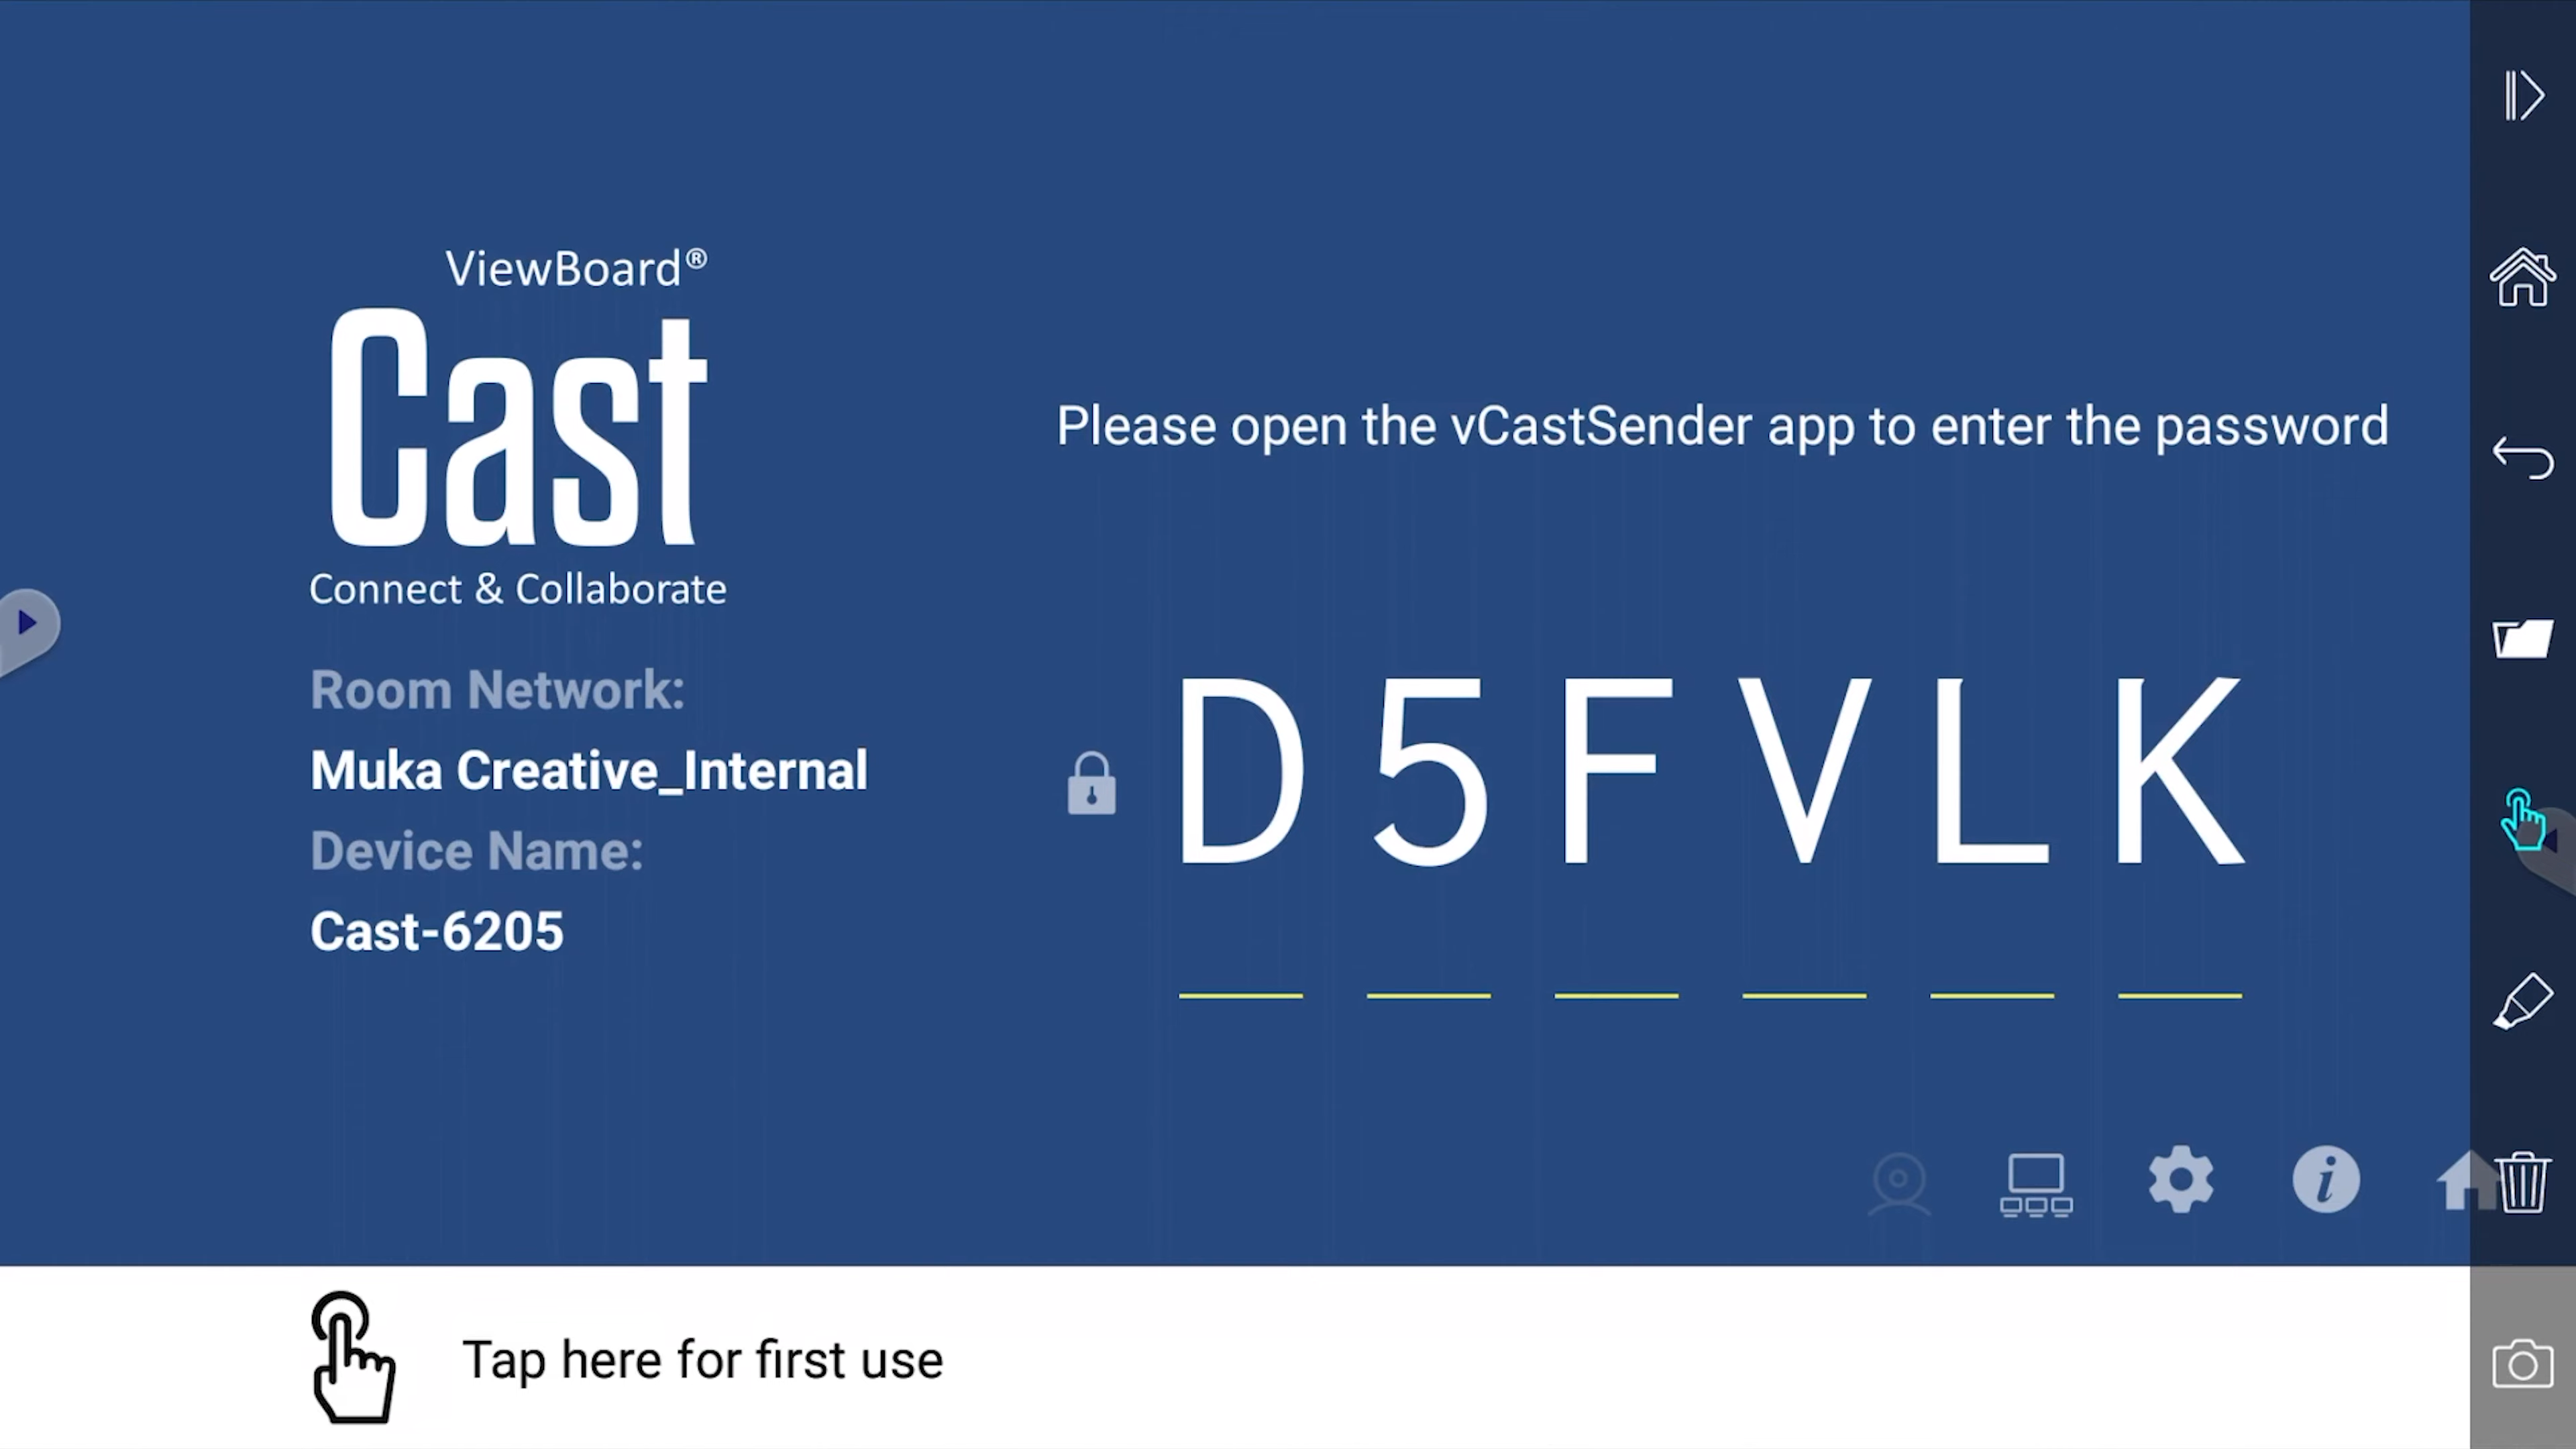 ViewBoard®
Cast
Connect & Collaborate
Room Network:
Muka Creative_Internal
Device Name:
Cast-6205
Please open the vCastSender app to enter the password
D5FVLK
Tap here for first use